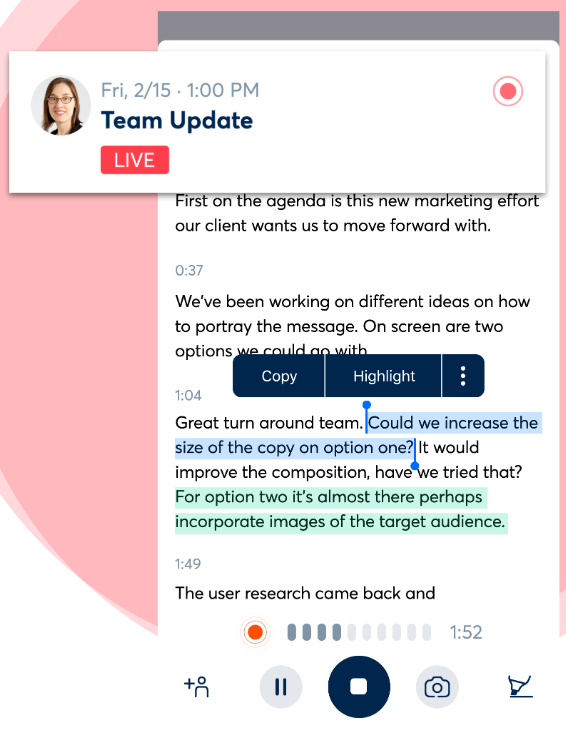 Fri, 2/15 · 1:00 PM
Team Update
LIVE
First on the agenda is this new marketing effort
our client wants us to move forward with.
0:37
We've been working on different ideas on how
to portray the message. On screen are two
options we could go with
Copy
Highlight
1:04
Great turn around team. Could we increase the
size of the copy on option one? It would
improve the composition, have we tried that?
For option two it's almost there perhaps
incorporate images of the target audience.
1:49
The user research came back and
1:52